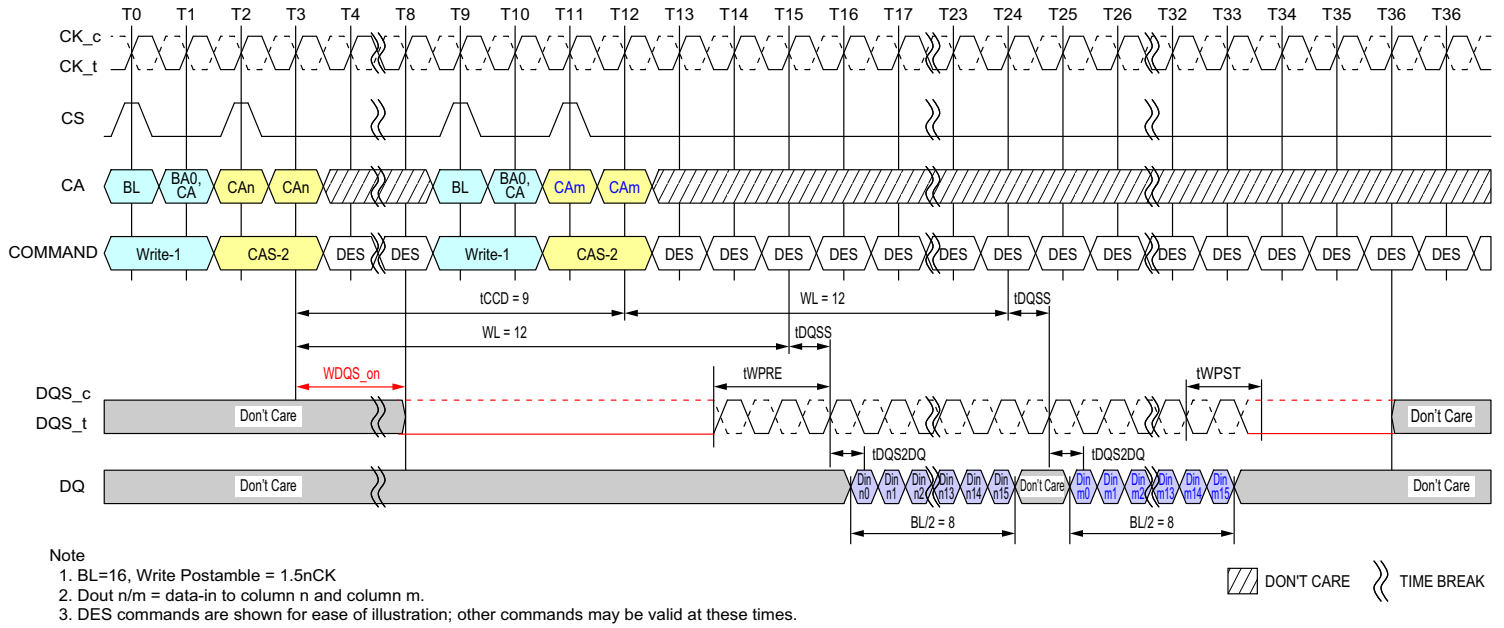 T0 T1 T2 T3 T4 T8 T9 T10 T11 T12 T13 T14 T15 T16 T17 T23 T24 T25 T26 T32 T33 T34 T35 T36 T36
CK_c
CK_t
CS
CA BL BA0, CA CAn CAn BL BA0, CA CAm CAm
COMMAND Write-1 CAS-2 DES DES Write-1 CAS-2 DES DES DES DES DES DES DES DES DES DES DES DES DES DES DES
tCCD = 9 WL = 12 tDQSS
WL = 12 tDQSS
WDQS_on tWPRE tWPST
DQS_c
DQS_t Don't Care Don't Care
tDQS2DQ tDQS2DQ
DQ Don't Care Din n0 Din n1 Din n2 Din n13 Din n14 Din n15 Don't Care Din m0 Din m1 Din m2 Din m13 Din m14 Din m15 Don't Care
BL/2 = 8 BL/2 = 8
Note
1. BL=16, Write Postamble = 1.5nCK
2. Dout n/m = data-in to column n and column m.
3. DES commands are shown for ease of illustration; other commands may be valid at these times.
DON'T CARE TIME BREAK